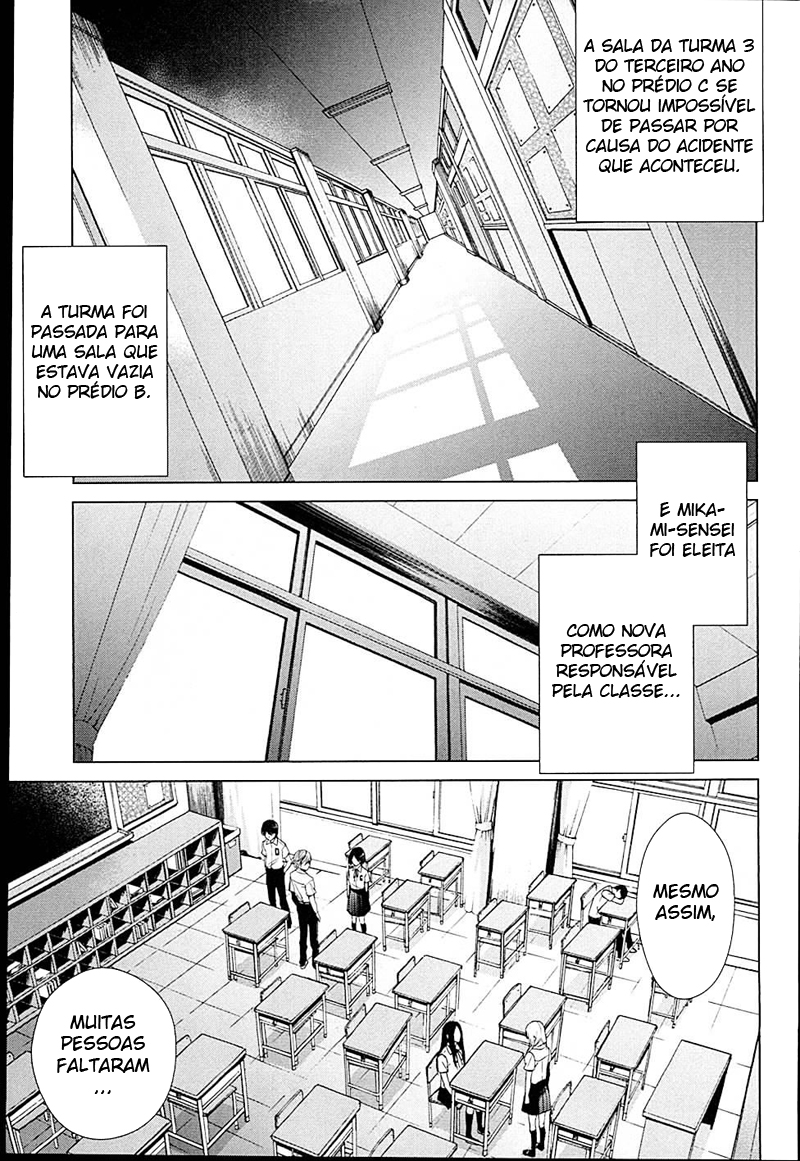 A SALA DA TURMA 3
DO TERCEIRO ANO
NO PRÉDIO C SE
TORNOU IMPOSSÍVEL
DE PASSAR POR
CAUSA DO ACIDENTE
QUE ACONTECEU.
A TURMA FOI
PASSADA PARA
UMA SALA QUE
ESTAVA VAZIA
NO PRÉDIO B.
E MIKA-
MI-SENSEI
FOI ELEITA
COMO NOVA
PROFESSORA
RESPONSÁVEL
PELA CLASSE...
MESMO
ASSIM,
MUITAS
PESSOAS
FALTARAM
...